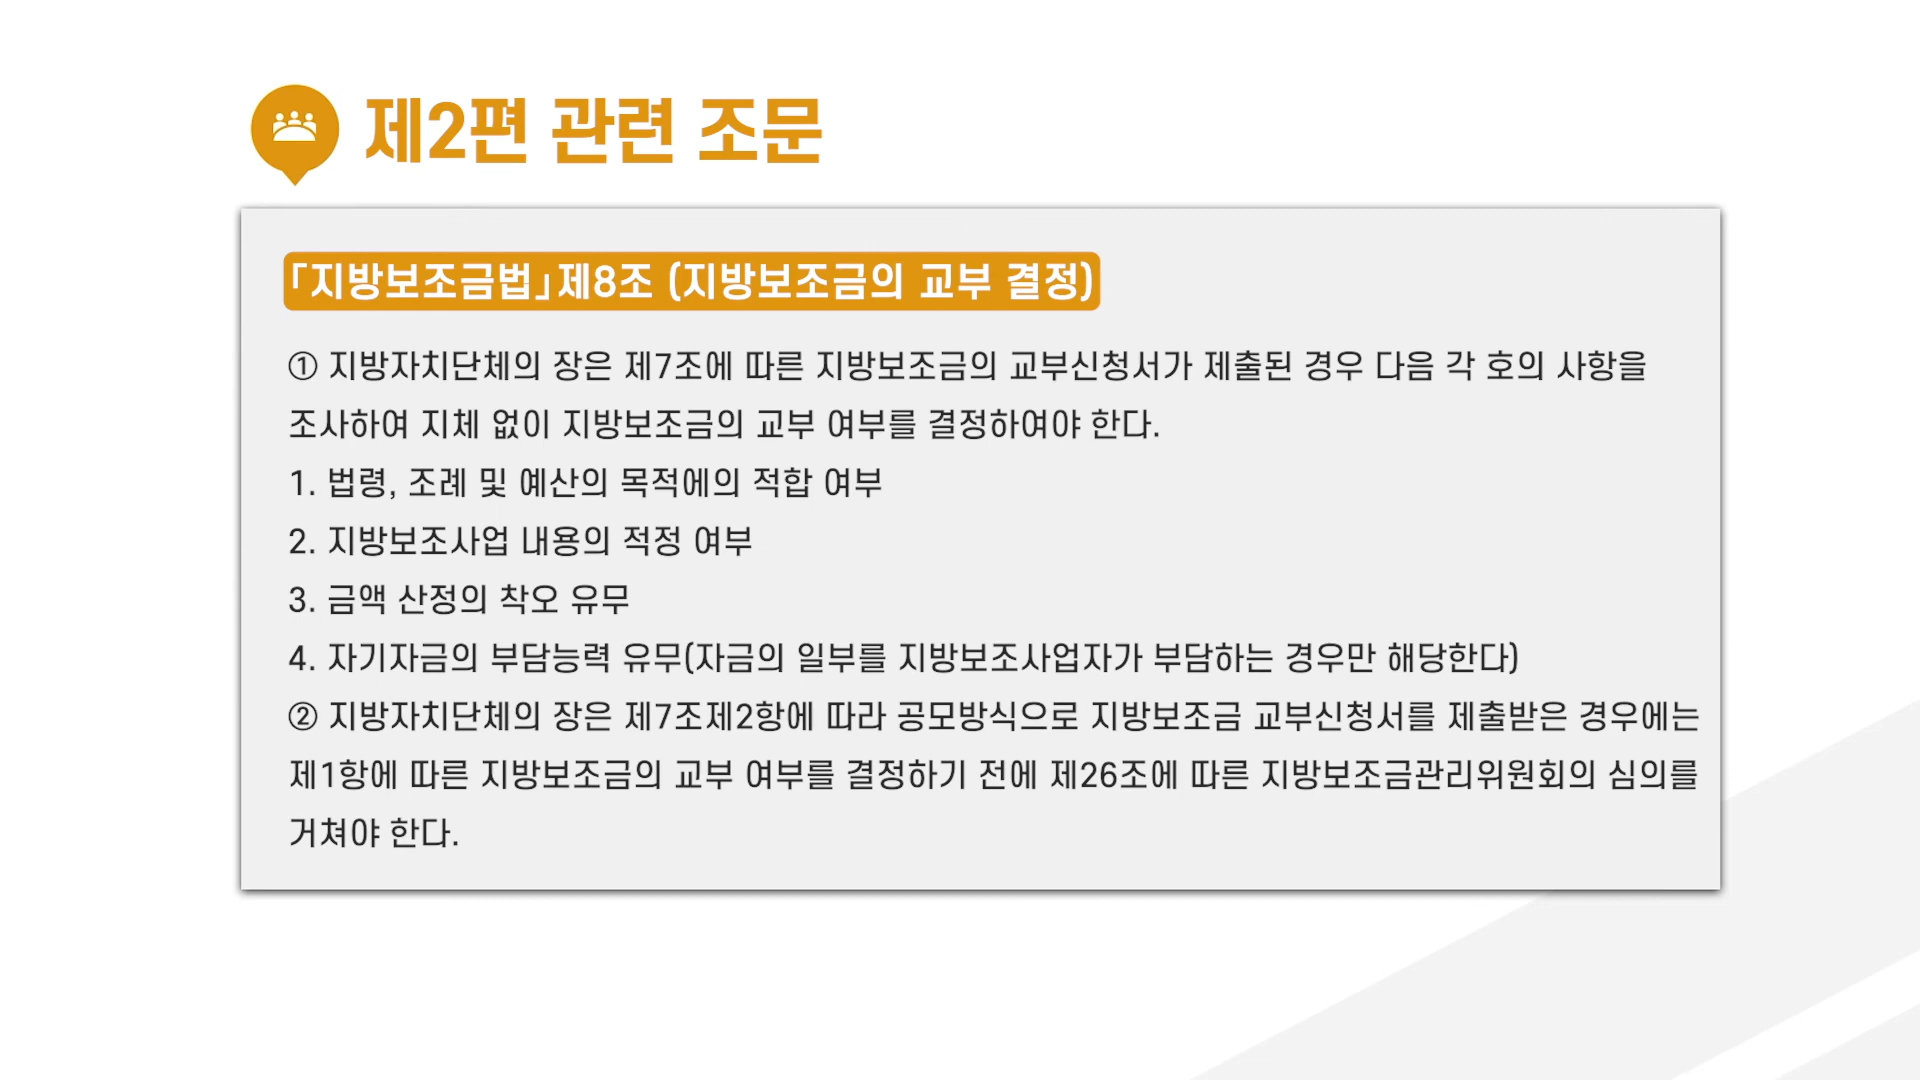 제2편 관련 조문
「지방보조금법」제8조 (지방보조금의 교부 결정)
① 지방자치단체의 장은 제7조에 따른 지방보조금의 교부신청서가 제출된 경우 다음 각 호의 사항을
조사하여 지체 없이 지방보조금의 교부 여부를 결정하여야 한다.
1. 법령, 조례 및 예산의 목적에의 적합 여부
2. 지방보조사업 내용의 적정 여부
3. 금액 산정의 착오 유무
4. 자기자금의 부담능력 유무(자금의 일부를 지방보조사업자가 부담하는 경우만 해당한다)
② 지방자치단체의 장은 제7조제2항에 따라 공모방식으로 지방보조금 교부신청서를 제출받은 경우에는
제1항에 따른 지방보조금의 교부 여부를 결정하기 전에 제26조에 따른 지방보조금관리위원회의 심의를
거쳐야 한다.